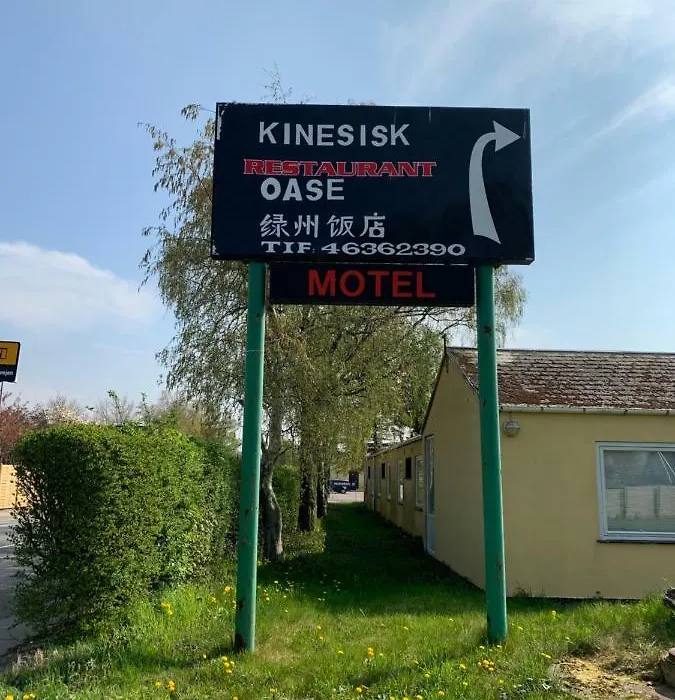 KINESISK
RESTAURANT
OASE
绿州饭店
TlF. 46362390
MOTEL